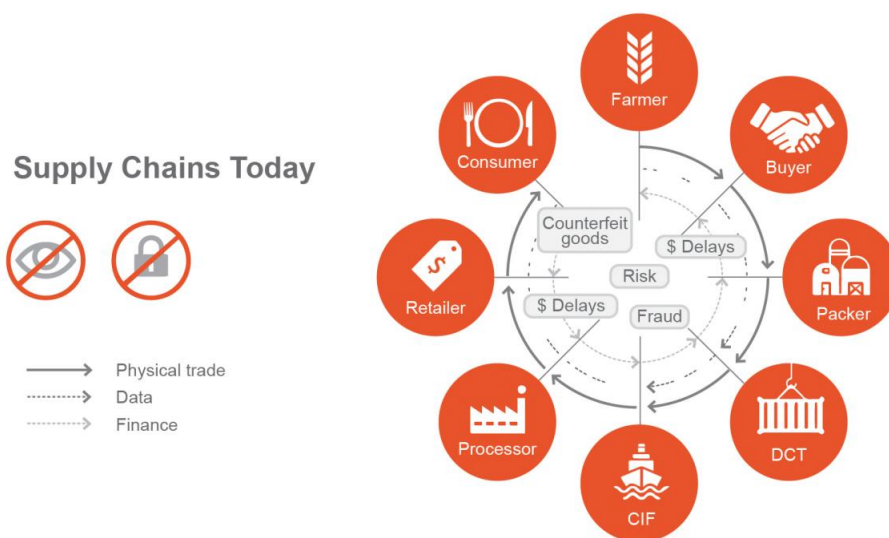 Supply Chains Today
Physical trade
Data
Finance
Farmer
Buyer
Packer
DCT
CIF
Processor
Retailer
$
Consumer
Counterfeit
goods
$ Delays
Risk
$ Delays
Fraud